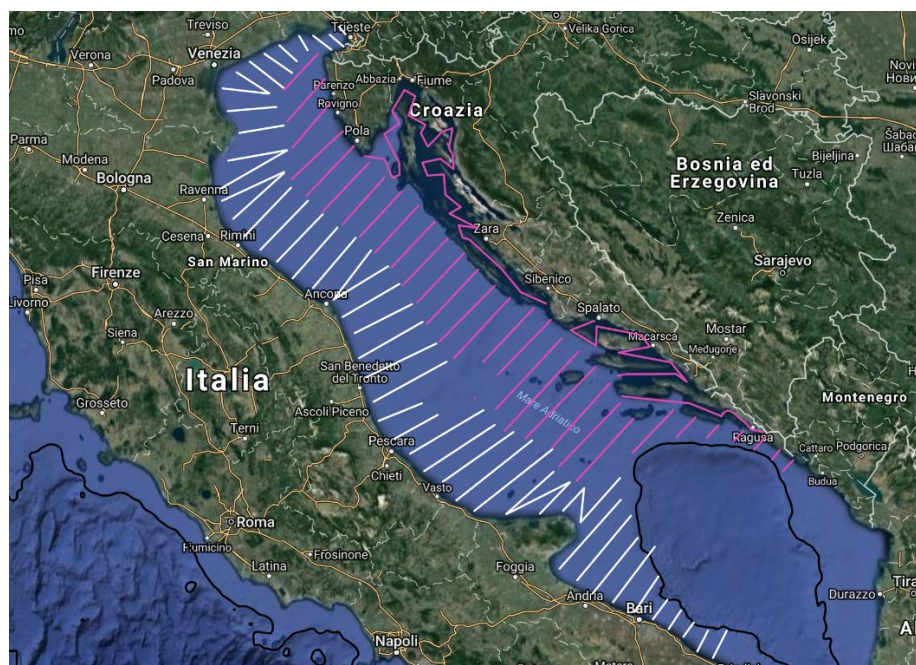 Treviso
Trieste
Velika Gorica
Osijek
Verona
Venezia
Padova
Parenzo
Abbazia
Fiume
Slavonski
Brod
Rovigno
Croazia
Parma
Pola
Modena
Bosnia ed
Erzegovina
Bijeljina
Tuzla
Bologna
Ravenna
Zenica
Cesena
Rimini
Zara
San Marino
Sarajevo
Firenze
Pisa
Livorno
Sibenico
Ancona
Arezzo
Spalato
Siena
Macarsca
Mostar
Međugorje
San Benedetto
del Tronto
Italia
Mare Adriatico
Montenegro
Grosseto
Ascoli Piceno
Terni
Ragusa
Pescara
Cattaro
Podgorica
Chieti
Budua
Vasto
Roma
Fiumicino
Frosinone
Latina
Foggia
Andria
Durazzo
Bari
Napoli